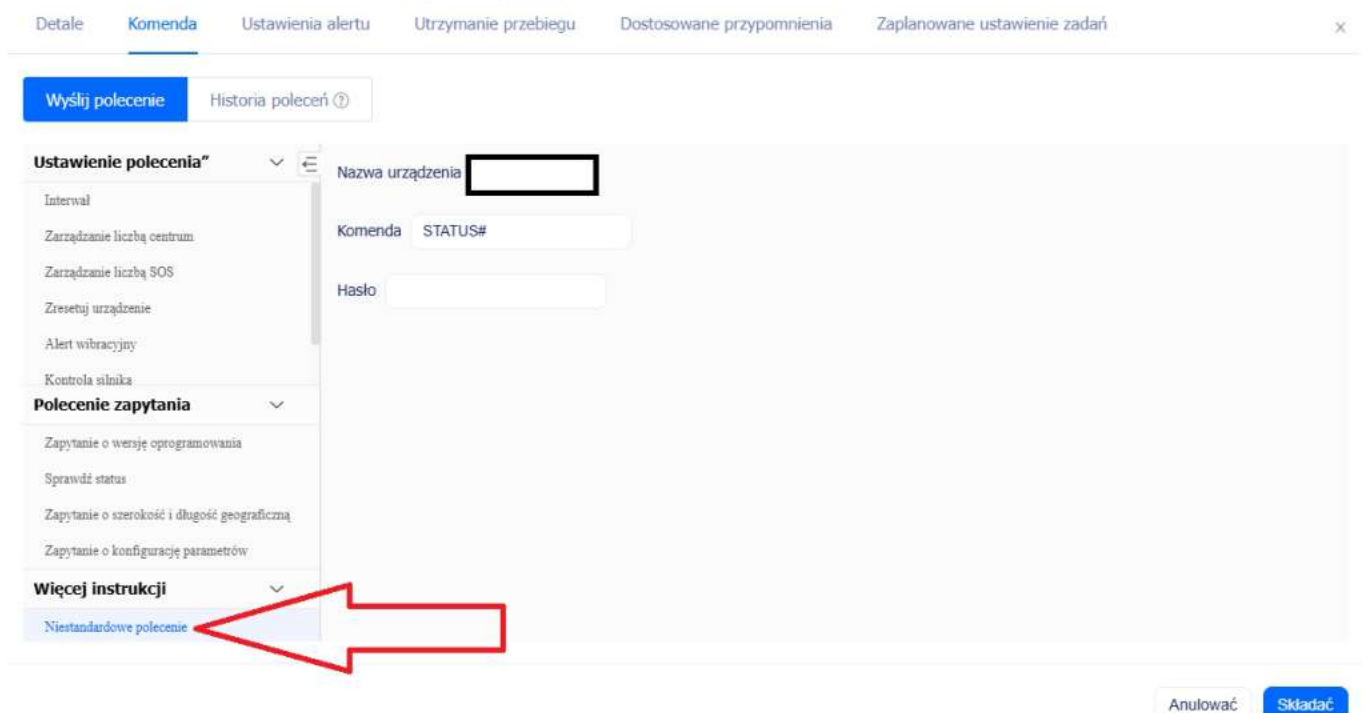 Detale Komenda Ustawienia alertu Utrzymanie przebiegu Dostosowane przypomnienia Zaplanowane ustawienie zadań
Wyślij polecenie Historia poleceń
Ustawienie polecenia”
Interwał
Zarządzanie liczbą centrum
Zarządzanie liczbą SOS
Zresetuj urządzenie
Alert wibracyjny
Kontrola silnika
Polecenie zapytania
Zapytanie o wersję oprogramowania
Sprawdź status
Zapytanie o szerokość i długość geograficzną
Zapytanie o konfigurację parametrów
Więcej instrukcji
Niestandardowe polecenie
Nazwa urządzenia
Komenda STATUS#
Hasło
Anulować Składać